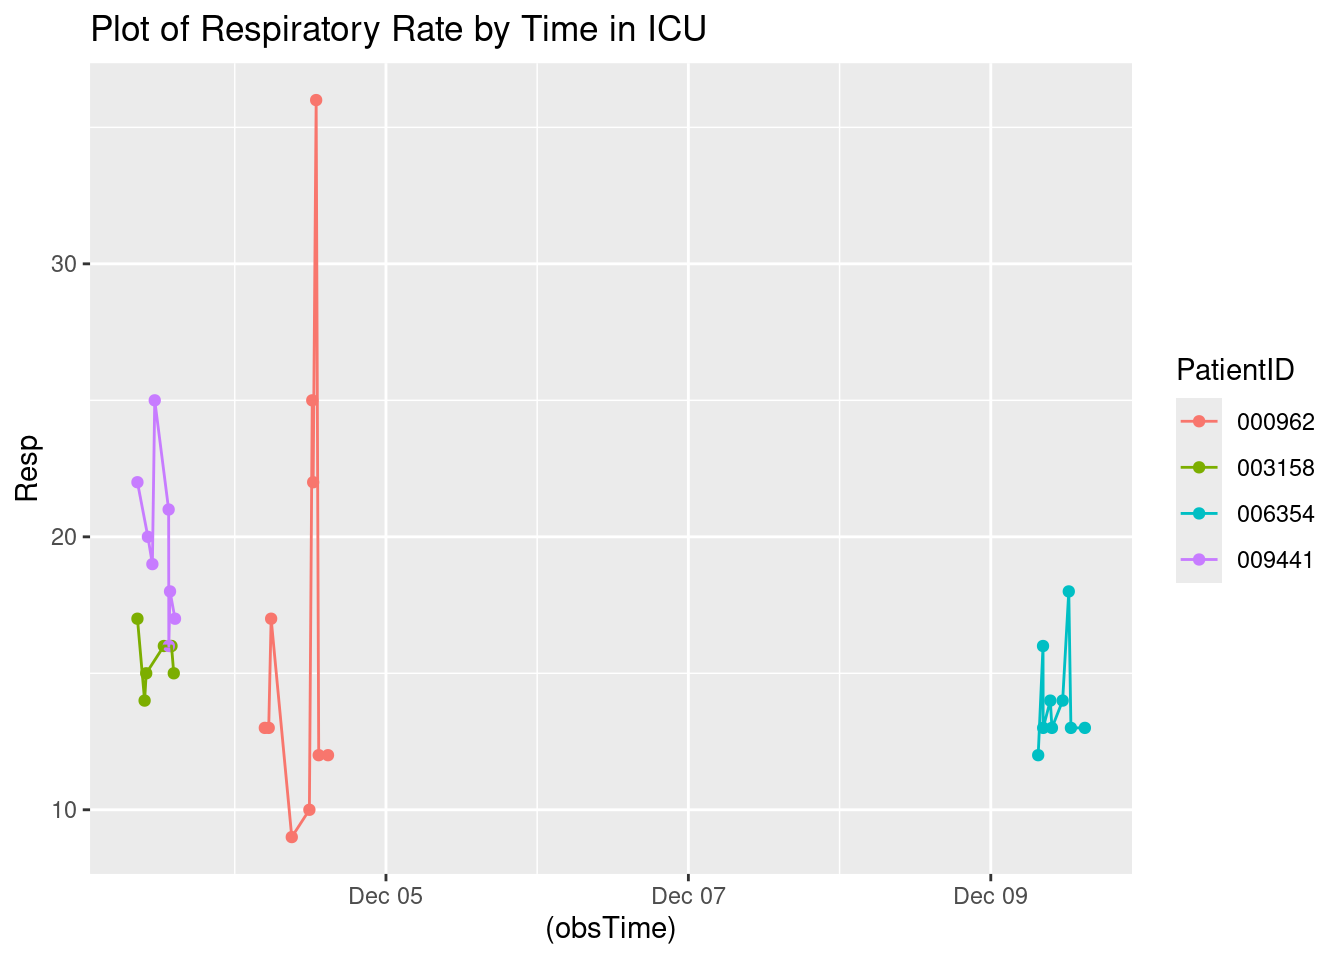 Plot of Respiratory Rate by Time in ICU
Resp
30
20
10
Dec 05
Dec 07
Dec 09
(obsTime)
PatientID
000962
003158
006354
009441